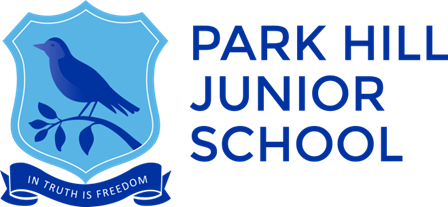 PARK HILL
JUNIOR
SCHOOL
IN TRUTH IS FREEDOM